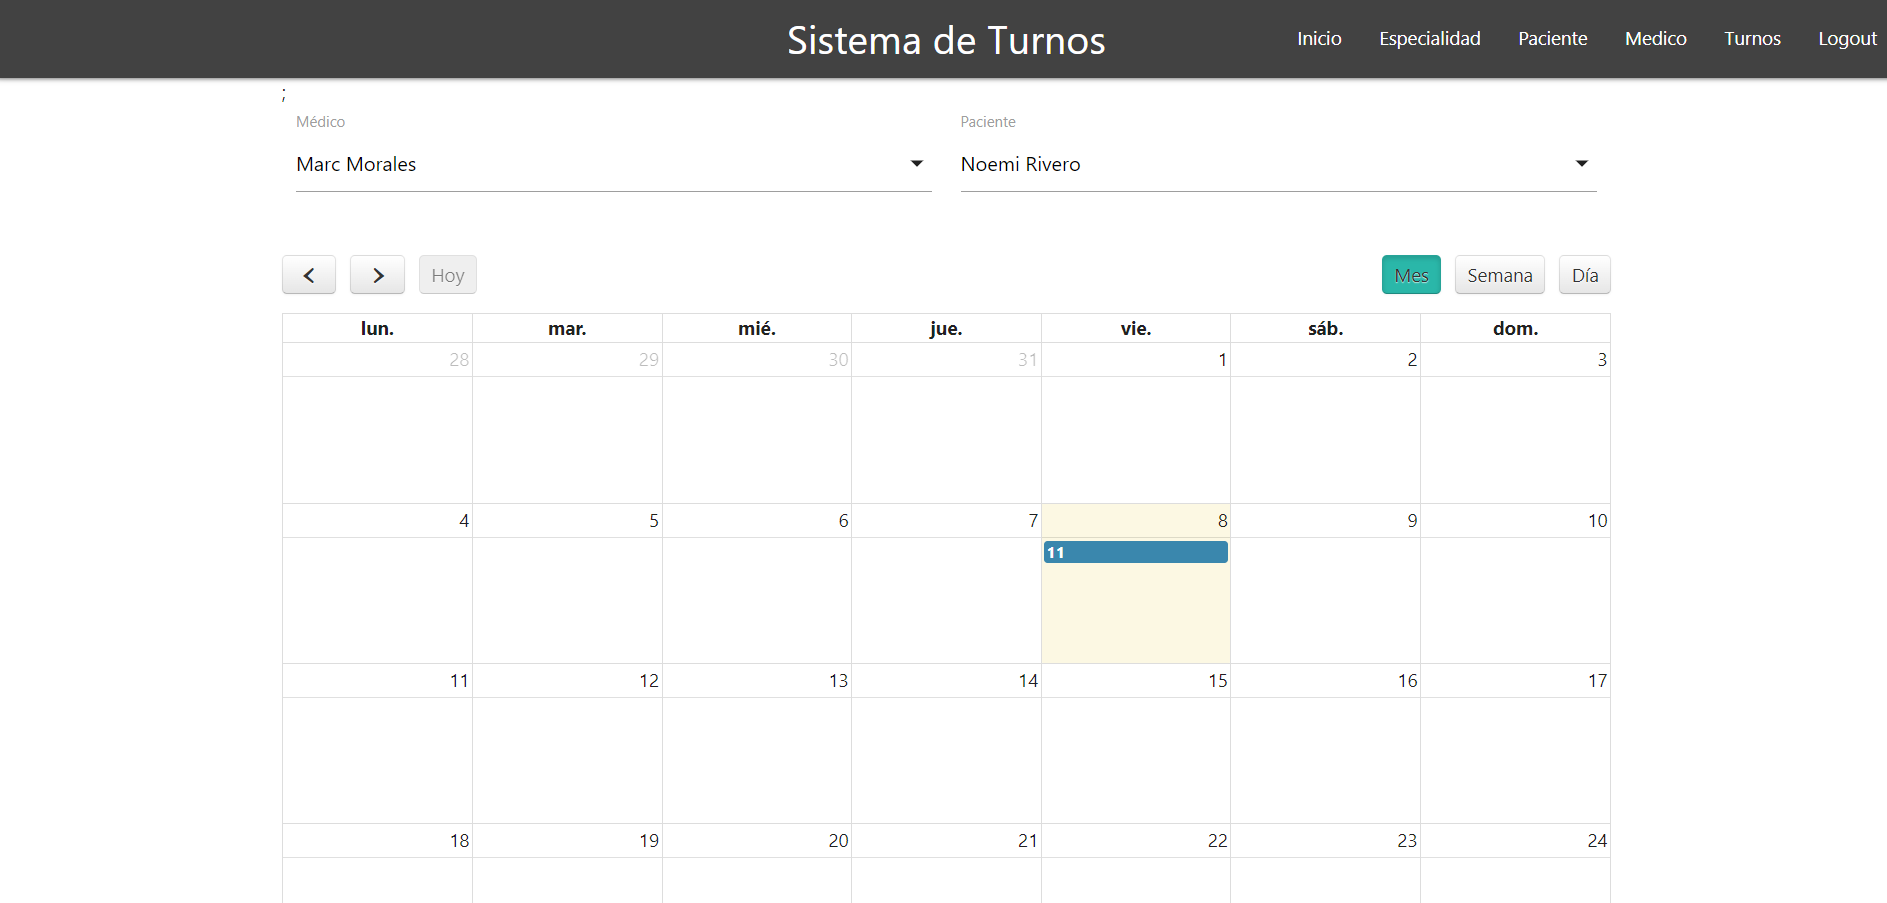 Sistema de Turnos
Inicio Especialidad Paciente Medico Turnos Logout
;
Médico Paciente
Marc Morales Noemi Rivero
Hoy Mes Semana Día
lun. mar. mié. jue. vie. sáb. dom.
28 29 30 31 1 2 3
4 5 6 7 8 9 10
11
11 12 13 14 15 16 17
18 19 20 21 22 23 24